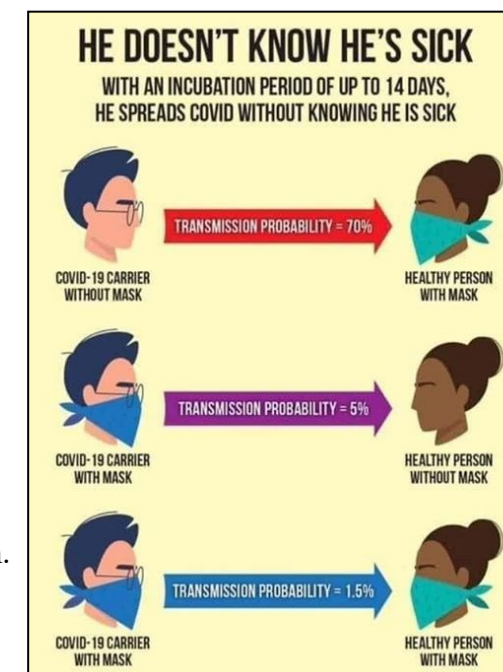 HE DOESN'T KNOW HE'S SICK
WITH AN INCUBATION PERIOD OF UP TO 14 DAYS,
HE SPREADS COVID WITHOUT KNOWING HE IS SICK
TRANSMISSION PROBABILITY = 70%
COVID-19 CARRIER
WITHOUT MASK
HEALTHY PERSON
WITH MASK
TRANSMISSION PROBABILITY = 5%
COVID-19 CARRIER
WITH MASK
HEALTHY PERSON
WITHOUT MASK
TRANSMISSION PROBABILITY = 1.5%
COVID-19 CARRIER
WITH MASK
HEALTHY PERSON
WITH MASK